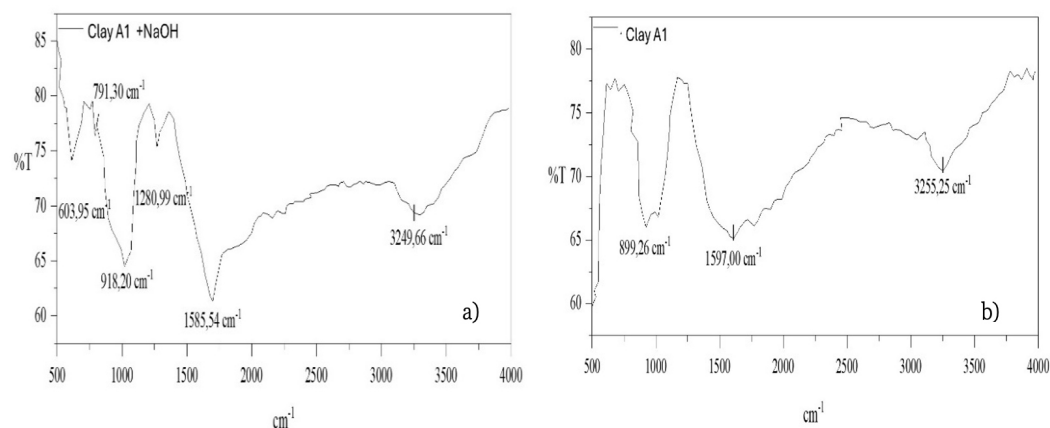 Clay A1 +NaOH
85
80
75
70
65
60
%T
791,30 cm-1
603,95 cm-1
918,20 cm-1
1280,99 cm-1
1585,54 cm-1
3249,66 cm-1
a)
500 1000 1500 2000 2500 3000 3500 4000
cm-1
· Clay A1
80
75
70
65
60
%T
899,26 cm-1
1597,00 cm-1
3255,25 cm-1
b)
500 1000 1500 2000 2500 3000 3500 4000
cm-1